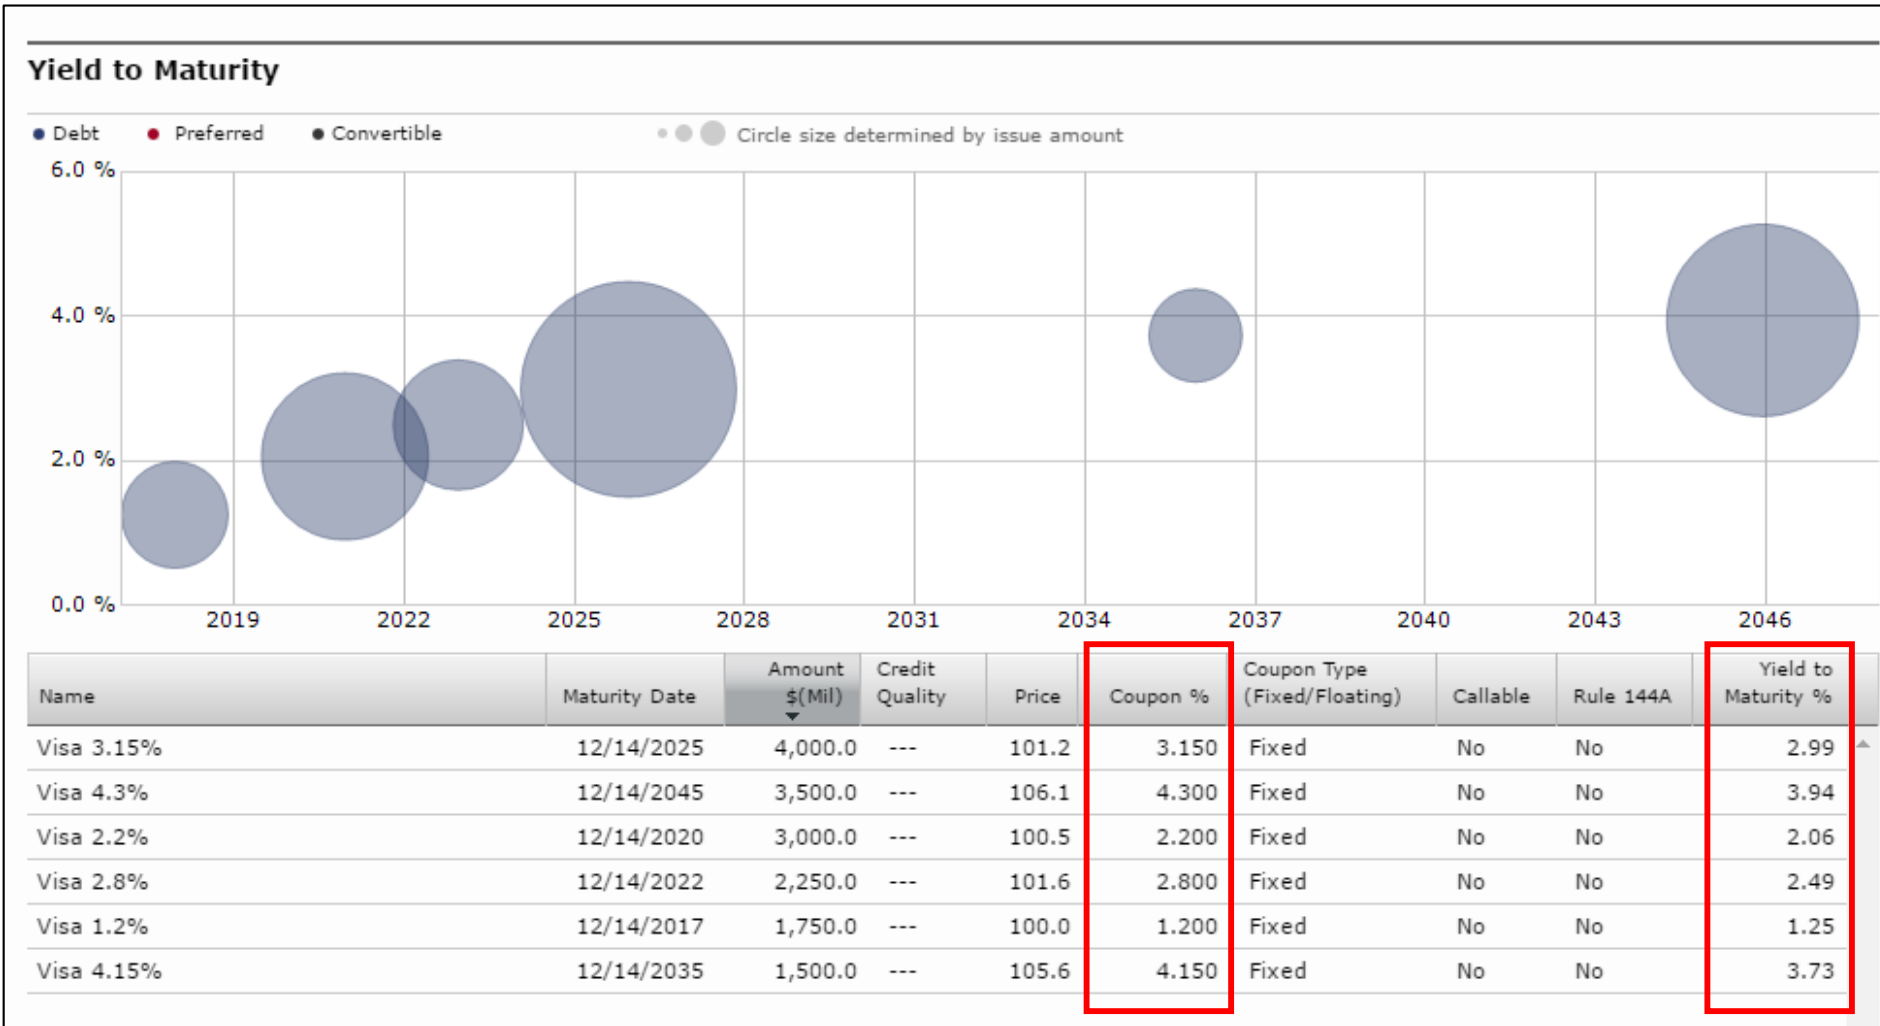 Yield to Maturity
Debt Preferred Convertible Circle size determined by issue amount
6.0 %
4.0 %
2.0 %
0.0 %
2019 2022 2025 2028 2031 2034 2037 2040 2043 2046
Name Maturity Date Amount $(Mil) Credit Quality Price Coupon % Coupon Type (Fixed/Floating) Callable Rule 144A Yield to Maturity %
Visa 3.15% 12/14/2025 4,000.0 --- 101.2 3.150 Fixed No No 2.99
Visa 4.3% 12/14/2045 3,500.0 --- 106.1 4.300 Fixed No No 3.94
Visa 2.2% 12/14/2020 3,000.0 --- 100.5 2.200 Fixed No No 2.06
Visa 2.8% 12/14/2022 2,250.0 --- 101.6 2.800 Fixed No No 2.49
Visa 1.2% 12/14/2017 1,750.0 --- 100.0 1.200 Fixed No No 1.25
Visa 4.15% 12/14/2035 1,500.0 --- 105.6 4.150 Fixed No No 3.73